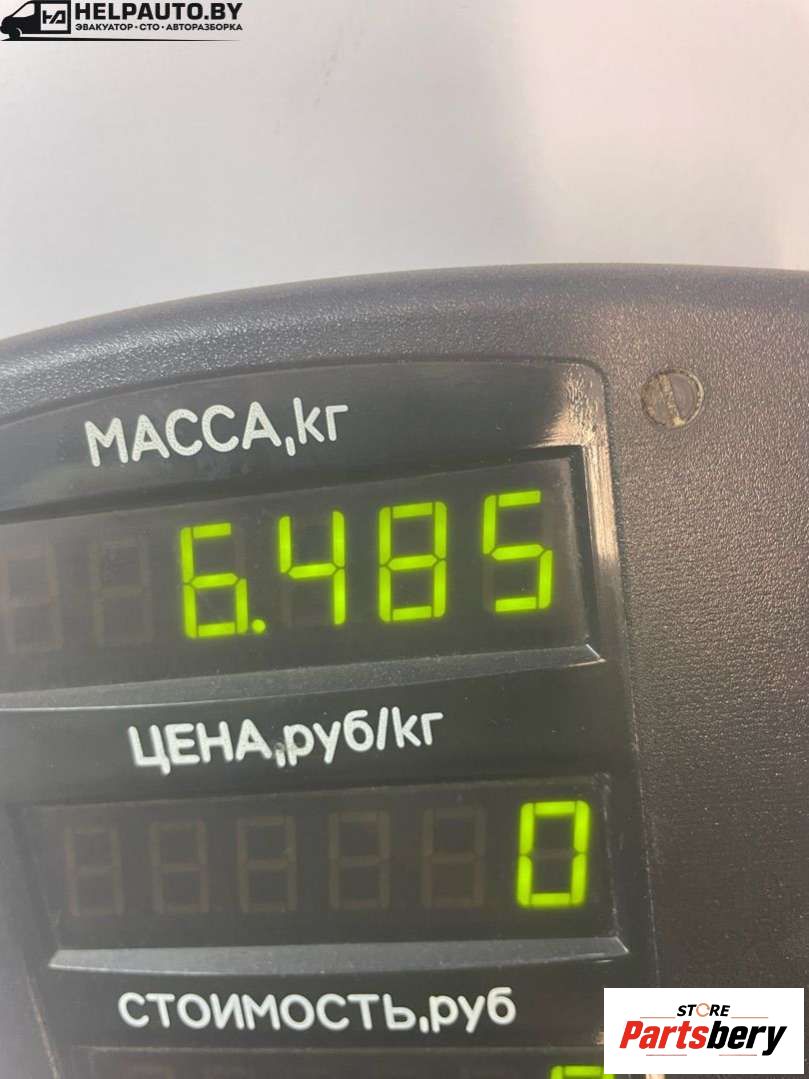 HELPAUTO.BY
ЭВАКУАТОР • СТО • АВТОРАЗБОРКА
МАССА,кг
6.485
ЦЕНА,руб/кг
0
СТОИМОСТЬ,руб
STORE
Partsbery